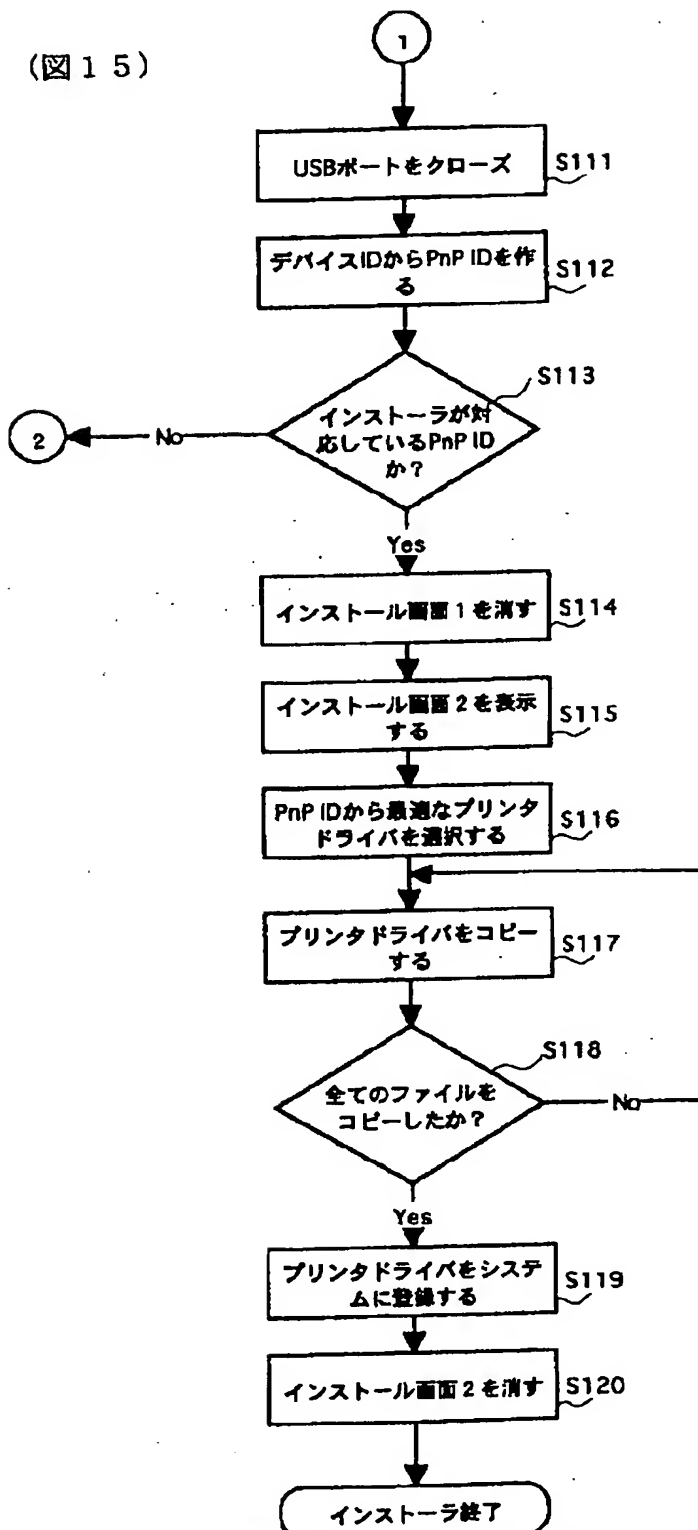 (図15)
1
USBポートをクローズ
S111
デバイスIDからPnP IDを作
る
S112
S113
インストーラが対
応しているPnP ID
か?
No
2
Yes
インストール画面1を消す
S114
インストール画面2を表示
する
S115
PnP IDから最適なプリンタ
ドライバを選択する
S116
プリンタドライバをコピー
する
S117
S118
全てのファイルを
コピーしたか?
No
Yes
プリンタドライバをシステ
ムに登録する
S119
インストール画面2を消す
S120
インストーラ終了